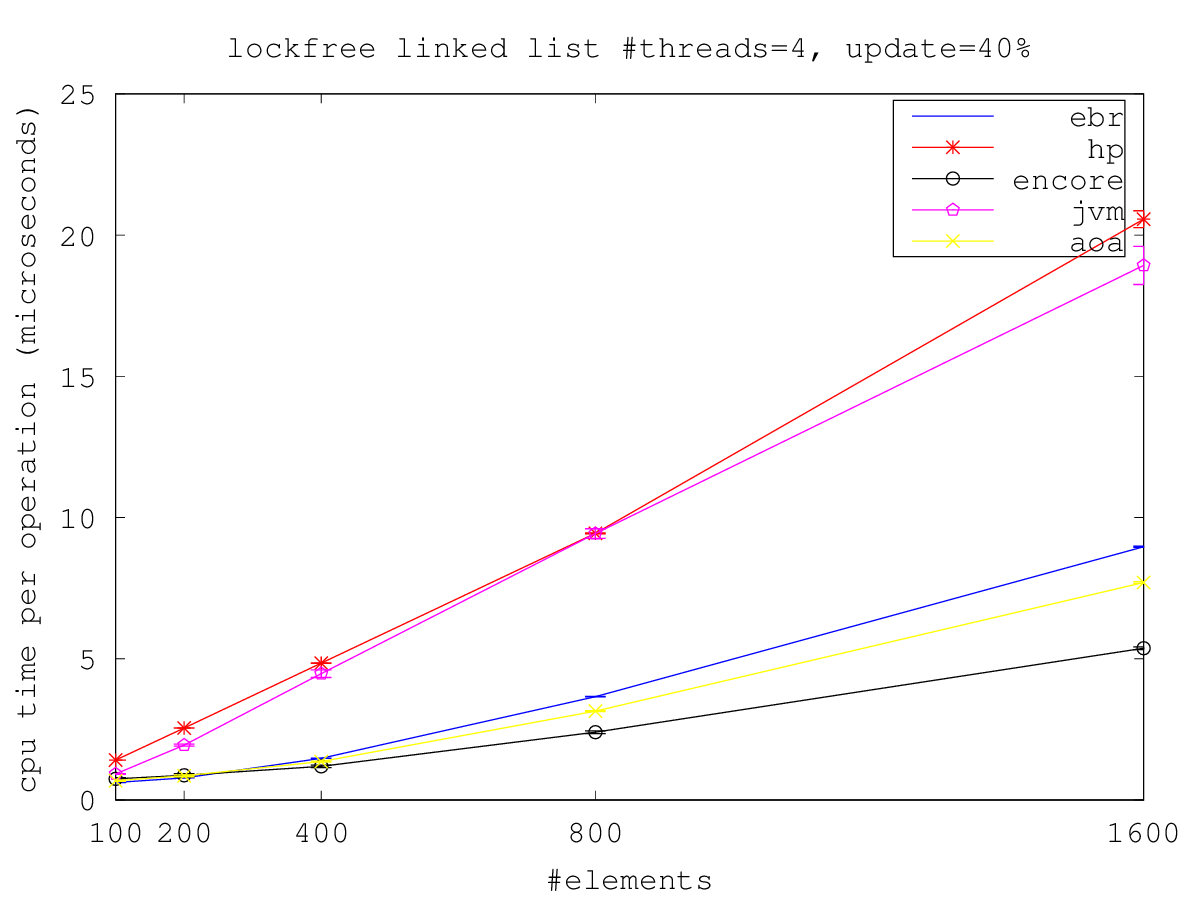 lockfree linked list #threads=4, update=40%
25
20
15
10
5
0
cpu time per operation (microseconds)
ebr
hp
encore
jvm
aoa
100 200 400 800 1600
#elements